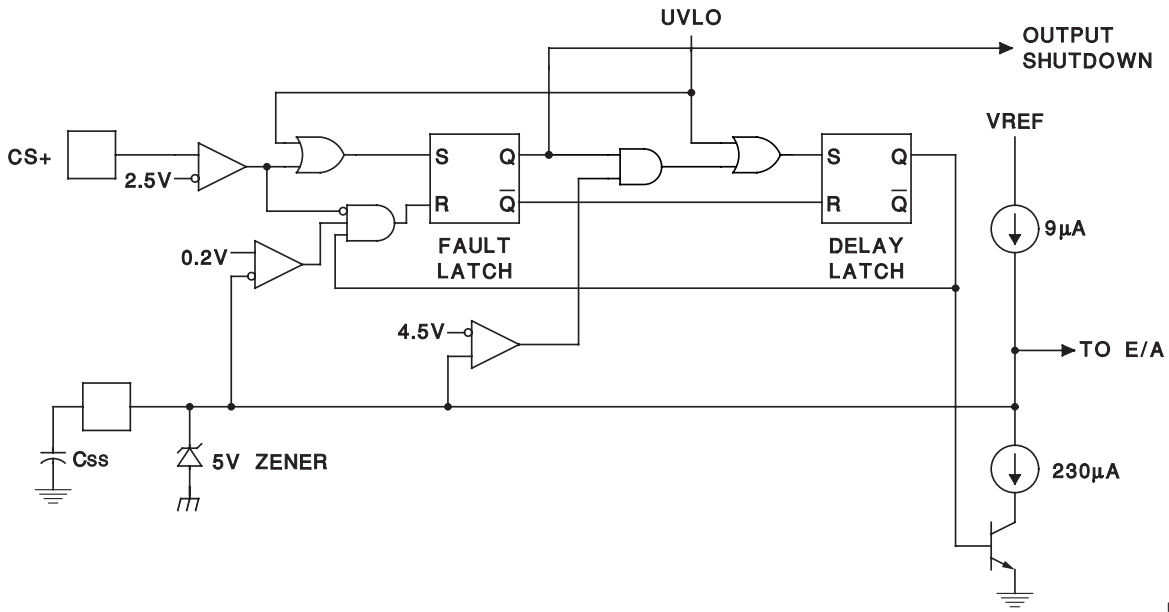 UVLO
OUTPUT
SHUTDOWN
VREF
CS+
2.5V
S
Q
R
Q̅
FAULT
LATCH
S
Q
R
Q̅
DELAY
LATCH
9µA
0.2V
4.5V
TO E/A
Css
5V ZENER
230µA